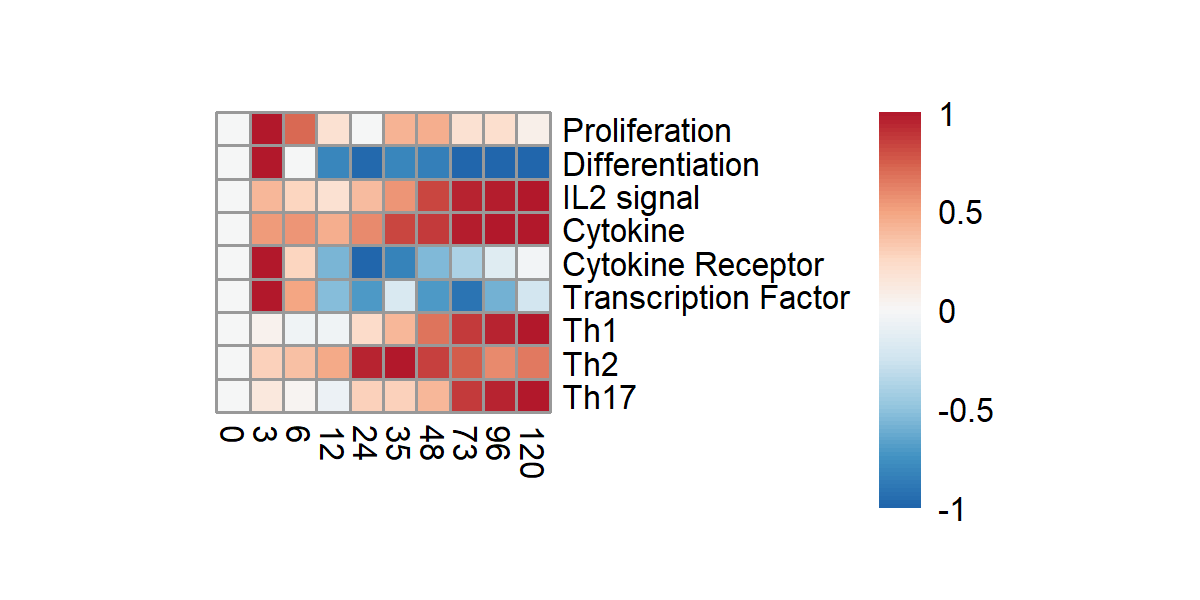 Proliferation
Differentiation
IL2 signal
Cytokine
Cytokine Receptor
Transcription Factor
Th1
Th2
Th17
0 3 6 12 24 35 48 73 96 120
1
0.5
0
-0.5
-1